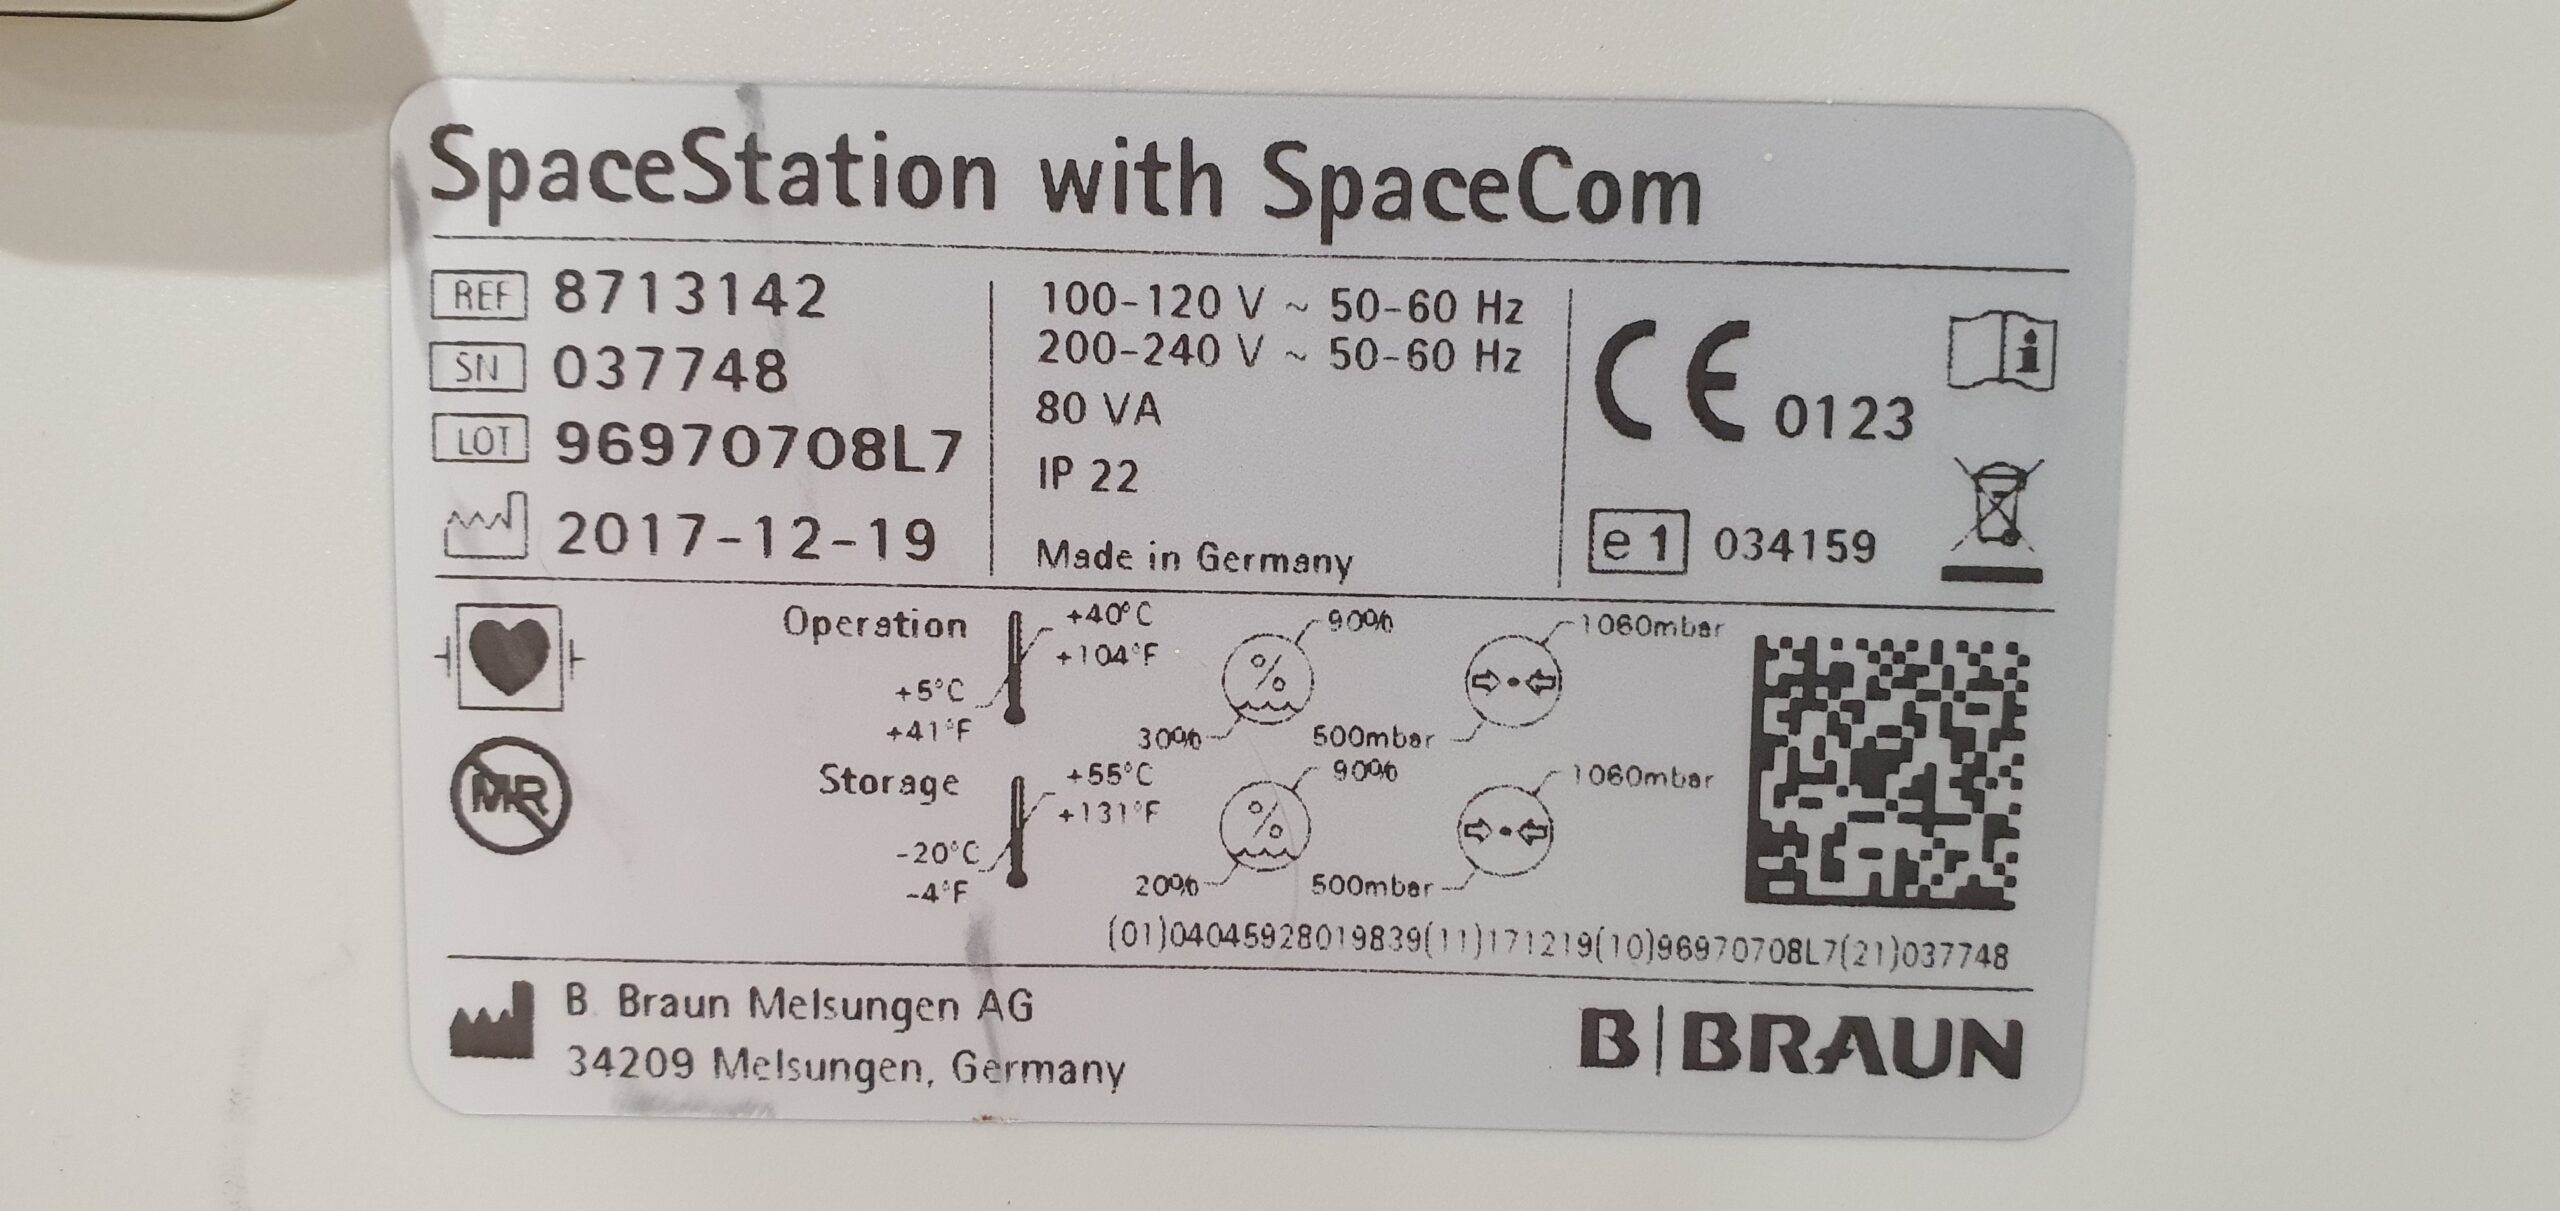 SpaceStation with SpaceCom
REF 8713142
SN 037748
LOT 96970708L7
2017-12-19
100-120 V ~ 50-60 Hz
200-240 V ~ 50-60 Hz
80 VA
IP 22
Made in Germany
CE 0123
i
e1 034159
Operation
+40°C
+104°F
+5°C
+41°F
%
90%
30%
1060mbar
500mbar
MR
Storage
+55°C
+131°F
-20°C
-4°F
%
90%
20%
1060mbar
500mbar
(01)04045928019839(11)171219(10)96970708L7(21)037748
B. Braun Melsungen AG
34209 Melsungen, Germany
B|BRAUN